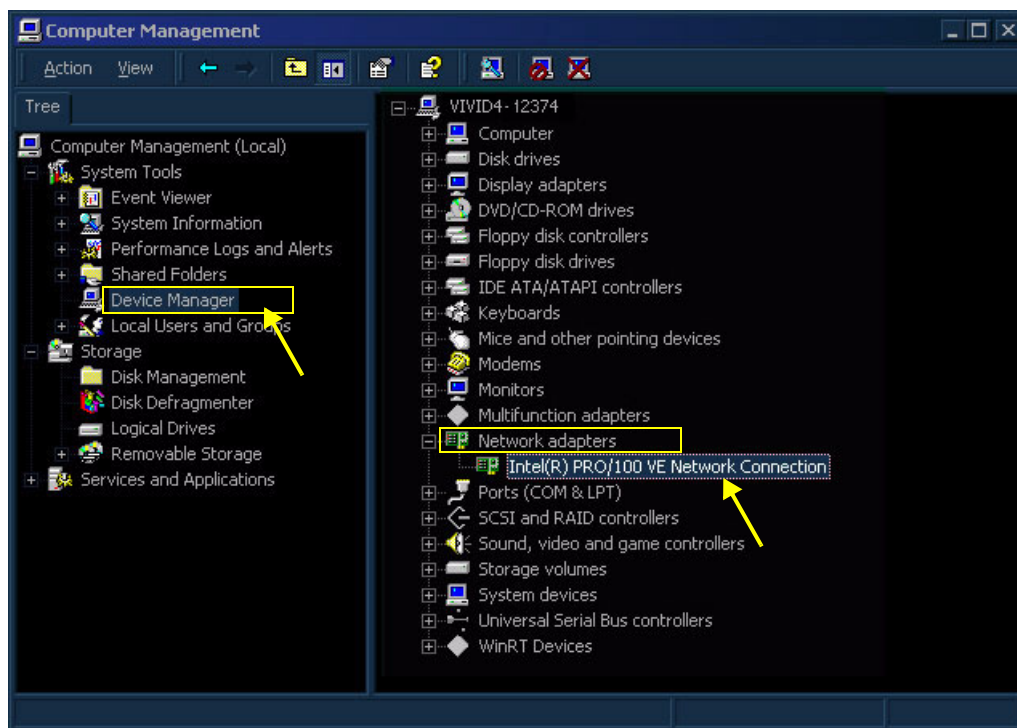 Computer Management
Action View
Tree
Computer Management (Local)
System Tools
Event Viewer
System Information
Performance Logs and Alerts
Shared Folders
Device Manager
Local Users and Groups
Storage
Disk Management
Disk Defragmenter
Logical Drives
Removable Storage
Services and Applications
VIVID4-12374
Computer
Disk drives
Display adapters
DVD/CD-ROM drives
Floppy disk controllers
Floppy disk drives
IDE ATA/ATAPI controllers
Keyboards
Mice and other pointing devices
Modems
Monitors
Multifunction adapters
Network adapters
Intel(R) PRO/100 VE Network Connection
Ports (COM & LPT)
SCSI and RAID controllers
Sound, video and game controllers
Storage volumes
System devices
Universal Serial Bus controllers
WinRT Devices